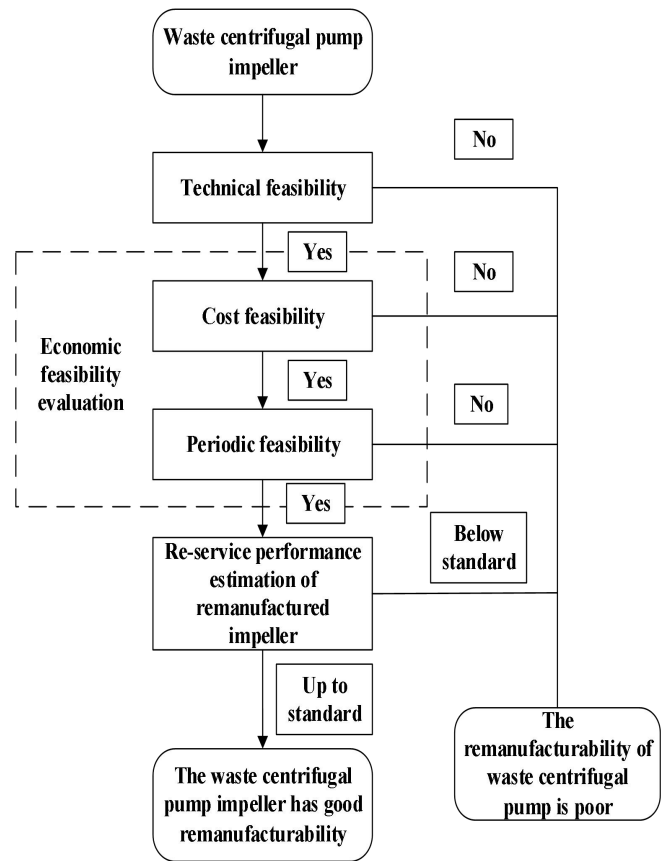 Waste centrifugal pump
impeller
No
Technical feasibility
Yes
No
Cost feasibility
Economic
feasibility
evaluation
Yes
No
Periodic feasibility
Yes
Below
standard
Re-service performance
estimation of
remanufactured
impeller
Up to
standard
The
remanufacturability of
waste centrifugal
pump is poor
The waste centrifugal
pump impeller has good
remanufacturability